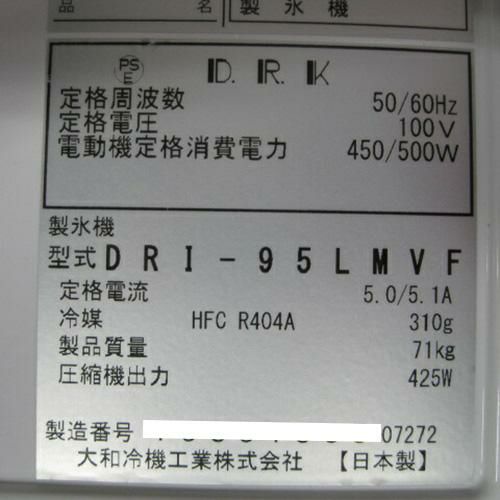 品 名 製 氷 機
PS E D. R. K
定格周波数 50/60Hz
定格電圧 100V
電動機定格消費電力 450/500W
製氷機
型式 DRI-95LMVF
定格電流 5.0/5.1A
冷媒 HFC R404A 310g
製品質量 71kg
圧縮機出力 425W
製造番号 07272
大和冷機工業株式会社 【日本製】